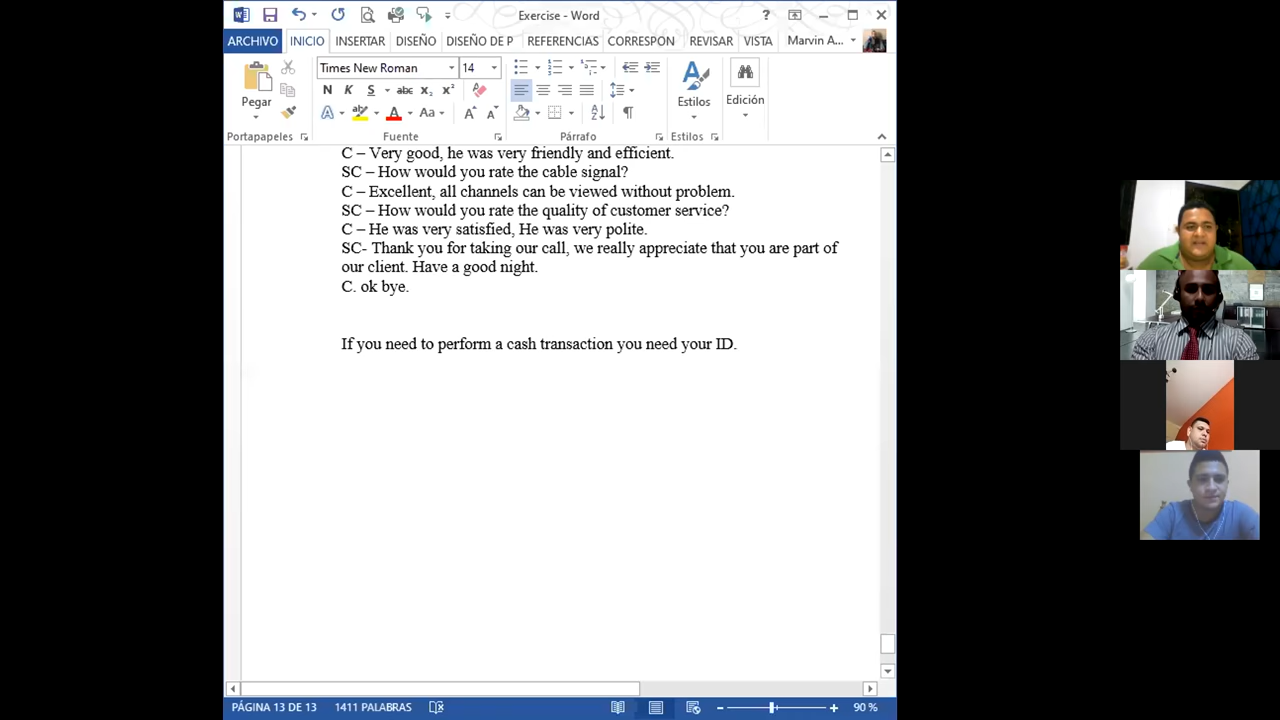 Exercise - Word
?
ARCHIVO INICIO INSERTAR DISEÑO DISEÑO DE P REFERENCIAS CORRESPON REVISAR VISTA Marvin A...
Times New Roman 14
Pegar
N K S abc x₂ x²
A A Aa A A
Estilos
Edición
Portapapeles Fuente Párrafo Estilos
C – Very good, he was very friendly and efficient.
SC – How would you rate the cable signal?
C – Excellent, all channels can be viewed without problem.
SC – How would you rate the quality of customer service?
C – He was very satisfied, He was very polite.
SC- Thank you for taking our call, we really appreciate that you are part of
our client. Have a good night.
C. ok bye.
If you need to perform a cash transaction you need your ID.
PÁGINA 13 DE 13 1411 PALABRAS 90 %